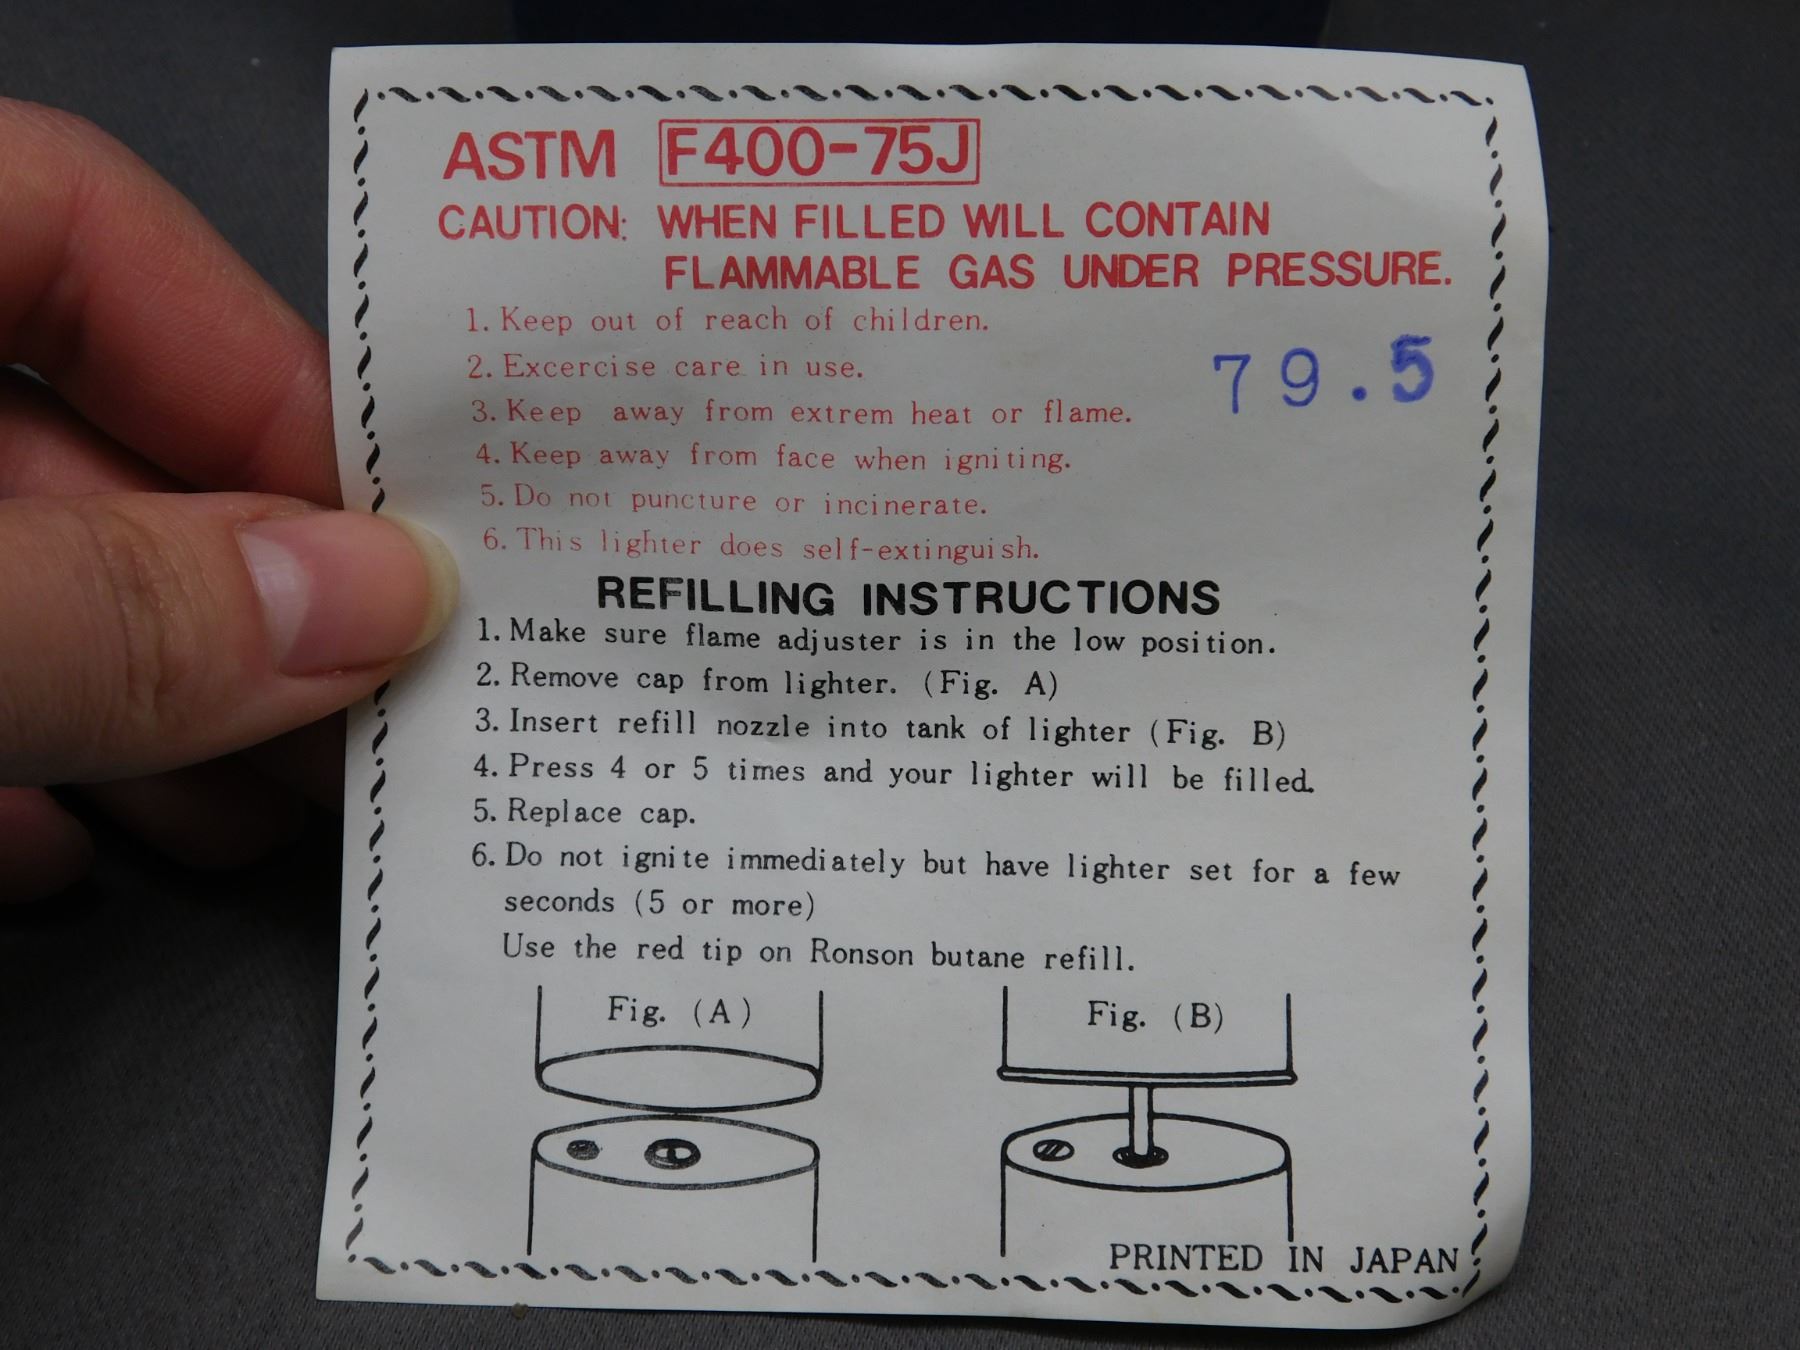 ASTM F400-75J
CAUTION: WHEN FILLED WILL CONTAIN
FLAMMABLE GAS UNDER PRESSURE.
1. Keep out of reach of children.
2. Excercise care in use.
3. Keep away from extrem heat or flame.
4. Keep away from face when igniting.
5. Do not puncture or incinerate.
6. This lighter does self-extinguish.
79.5
REFILLING INSTRUCTIONS
1. Make sure flame adjuster is in the low position.
2. Remove cap from lighter. (Fig. A)
3. Insert refill nozzle into tank of lighter (Fig. B)
4. Press 4 or 5 times and your lighter will be filled.
5. Replace cap.
6. Do not ignite immediately but have lighter set for a few
seconds (5 or more)
Use the red tip on Ronson butane refill.
Fig. (A)
Fig. (B)
PRINTED IN JAPAN